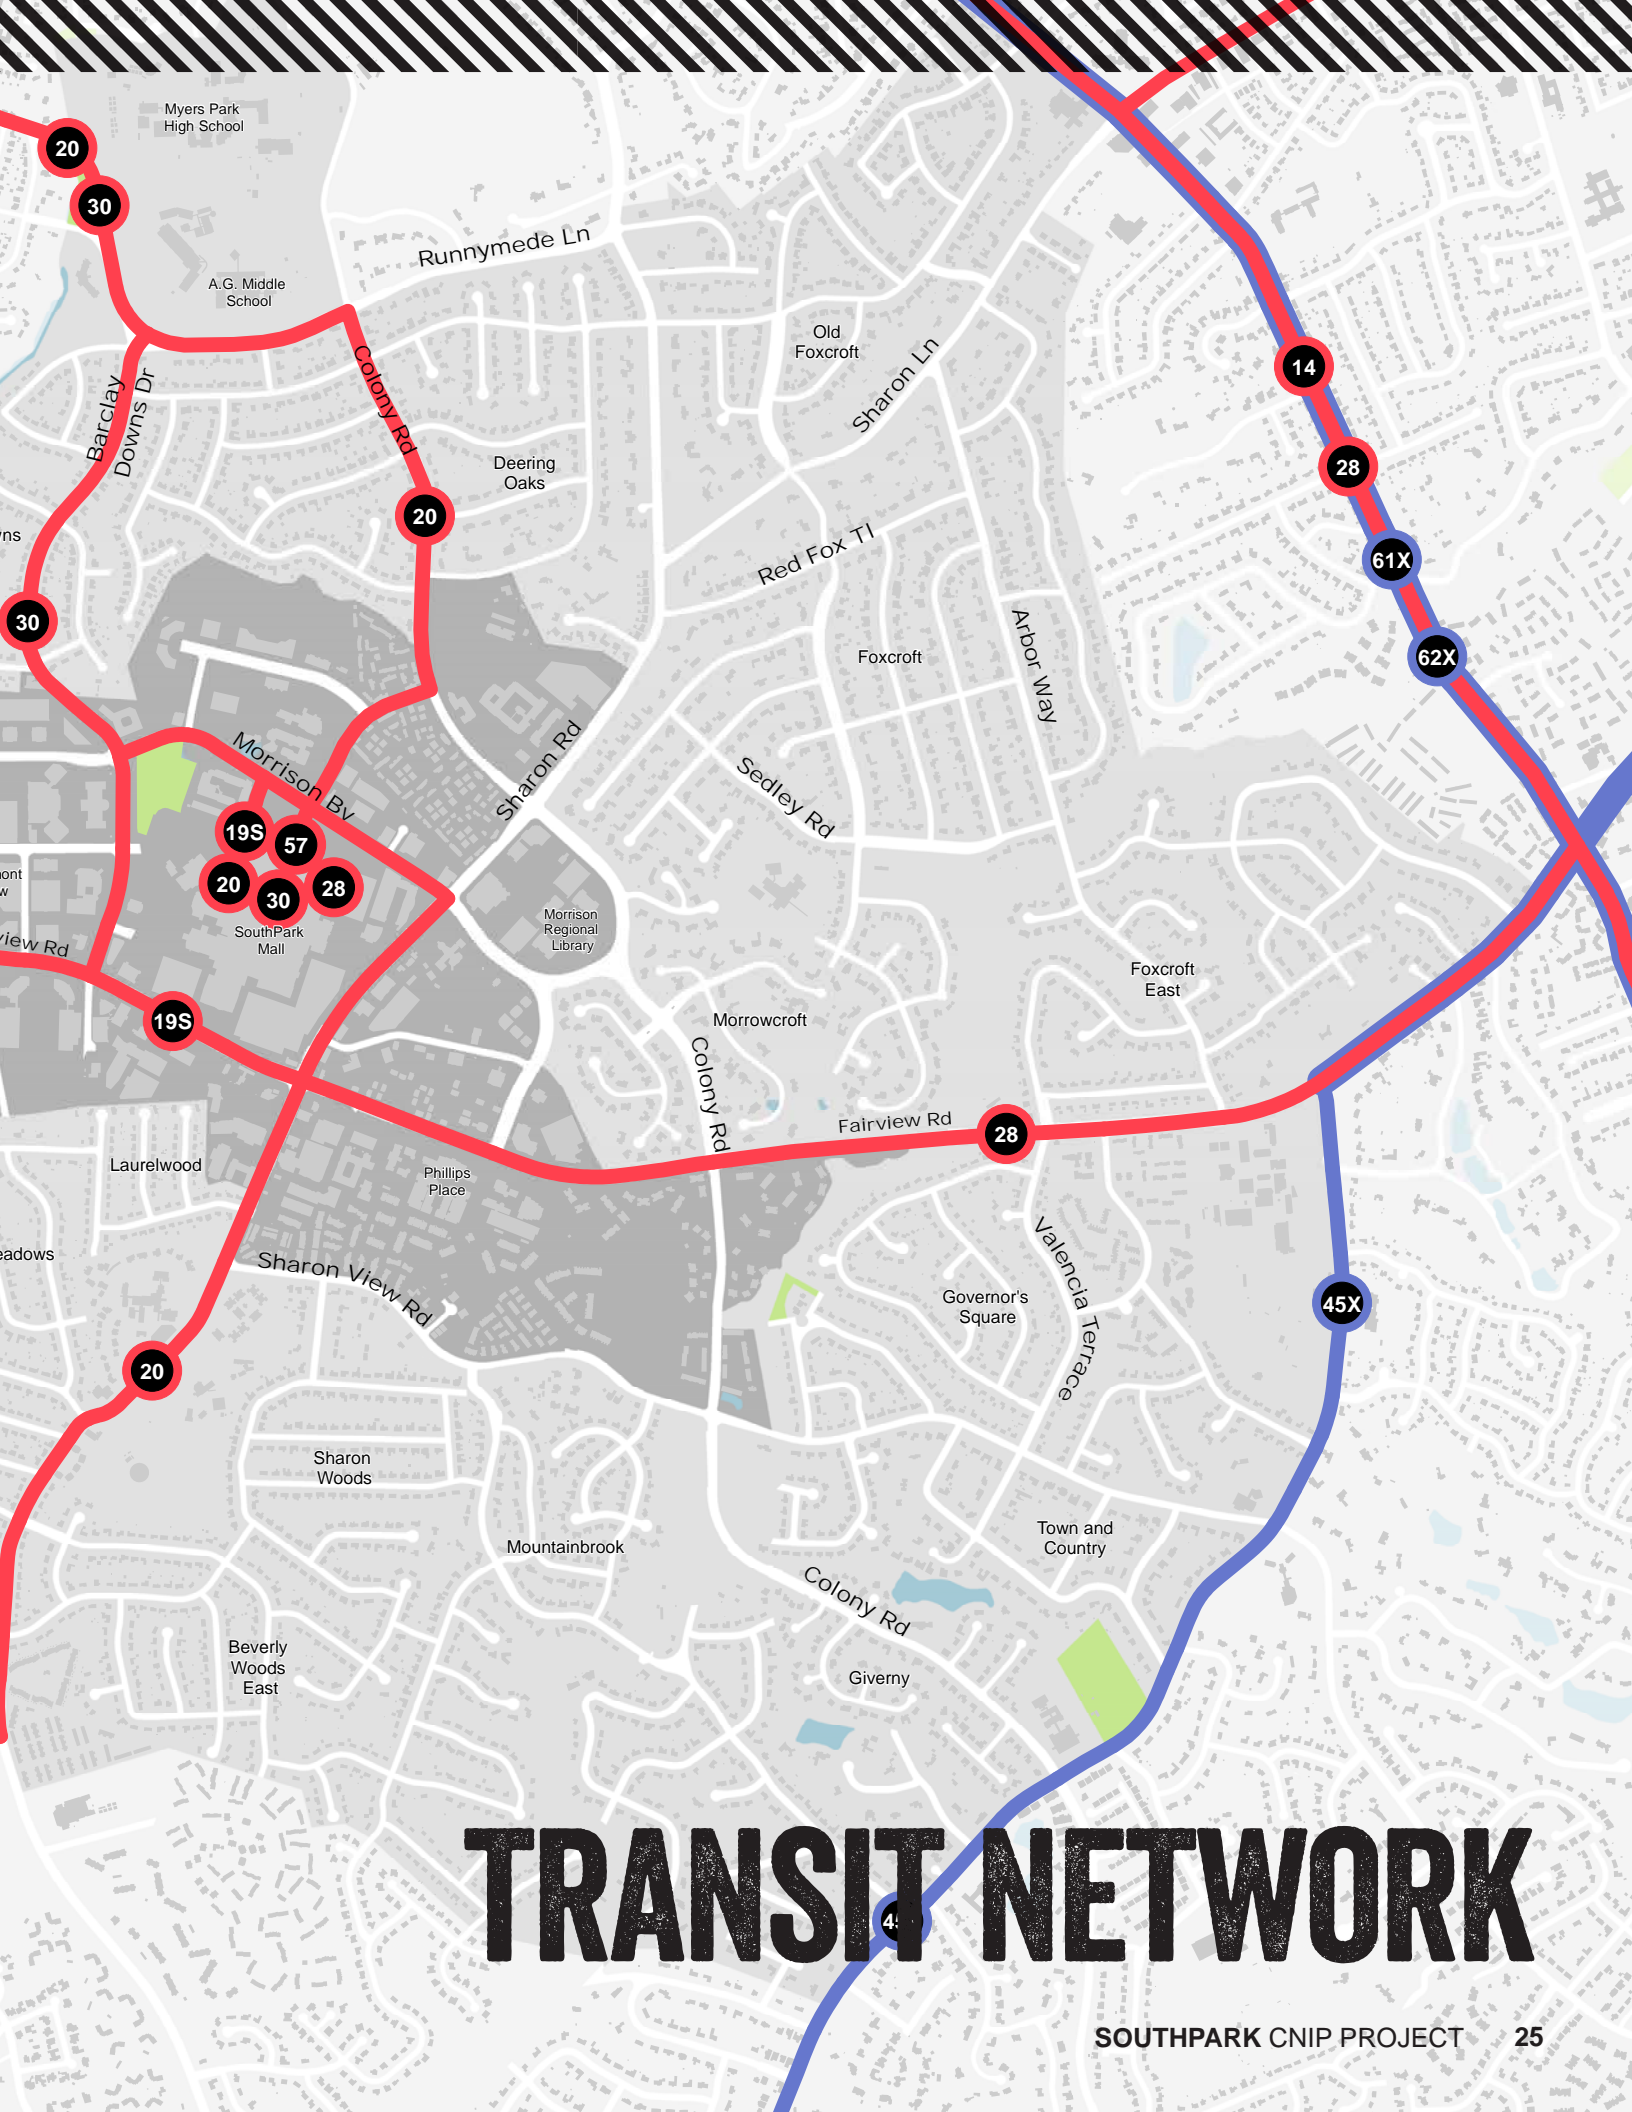 Myers Park
High School
20
30
Runnymede Ln
A.G. Middle
School
Old
Foxcroft
Sharon Ln
14
Colony Rd
Barclay
Downs Dr
28
Deering
Oaks
20
Red Fox Tl
61X
30
Arbor Way
Foxcroft
62X
Morrison Bv
Sharon Rd
Sedley Rd
19S
57
20
30
28
SouthPark
Mall
Morrison
Regional
Library
view Rd
Foxcroft
East
19S
Morrowcroft
Colony Rd
Fairview Rd
28
Laurelwood
Phillips
Place
Sharon View Rd
Valencia Terrace
Governor's
Square
45X
20
Sharon
Woods
Mountainbrook
Town and
Country
Colony Rd
Beverly
Woods
East
Giverny
TRANSIT NETWORK
SOUTHPARK CNIP PROJECT 25